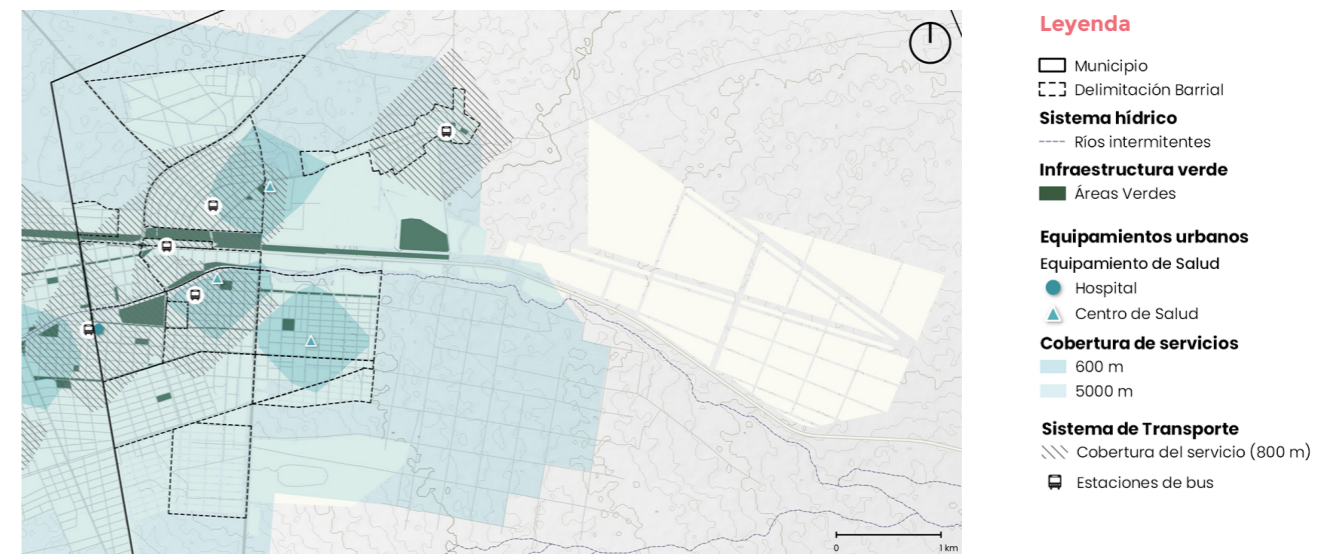 Leyenda
Municipio
Delimitación Barrial
Sistema hídrico
Ríos intermitentes
Infraestructura verde
Áreas Verdes
Equipamientos urbanos
Equipamiento de Salud
Hospital
Centro de Salud
Cobertura de servicios
600 m
5000 m
Sistema de Transporte
Cobertura del servicio (800 m)
Estaciones de bus
0 1 km